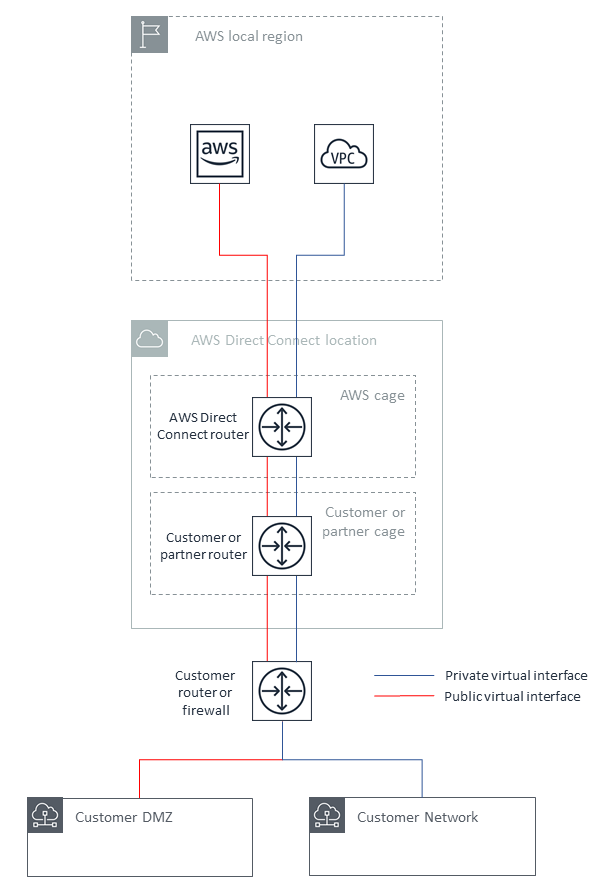 AWS local region
aws
VPC
AWS Direct Connect location
AWS cage
AWS Direct
Connect router
Customer or
partner cage
Customer or
partner router
Customer
router or
firewall
Private virtual interface
Public virtual interface
Customer DMZ
Customer Network